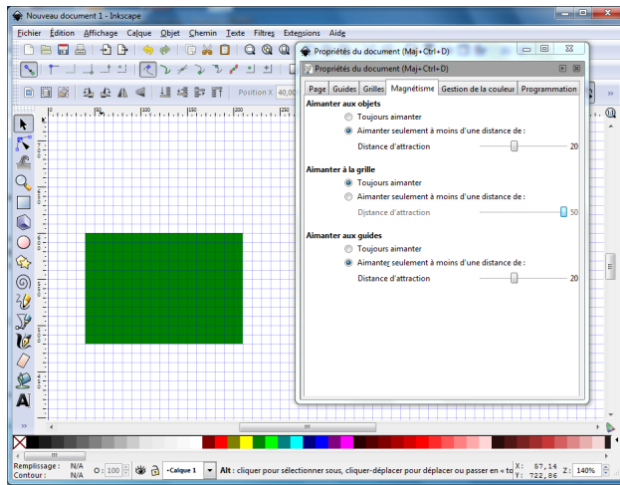 Nouveau document 1 - Inkscape
Fichier Édition Affichage Calque Objet Chemin Texte Filtres Extensions Aide
Propriétés du document (Maj+Ctrl+D)
Propriétés du document (Maj+Ctrl+D)
Position X 40,00
Page Guides Grilles Magnétisme Gestion de la couleur Programmation
Aimanter aux objets
Toujours aimanter
Aimanter seulement à moins d'une distance de :
Distance d'attraction 20
Aimanter à la grille
Toujours aimanter
Aimanter seulement à moins d'une distance de :
Distance d'attraction 50
Aimanter aux guides
Toujours aimanter
Aimanter seulement à moins d'une distance de :
Distance d'attraction 20
Remplissage : N/A
Contour : N/A
O : 100
-Calque 1
Alt : cliquer pour sélectionner sous, cliquer-déplacer pour déplacer ou passer en « to
X: 57,14
Y: 722,86
Z: 140%